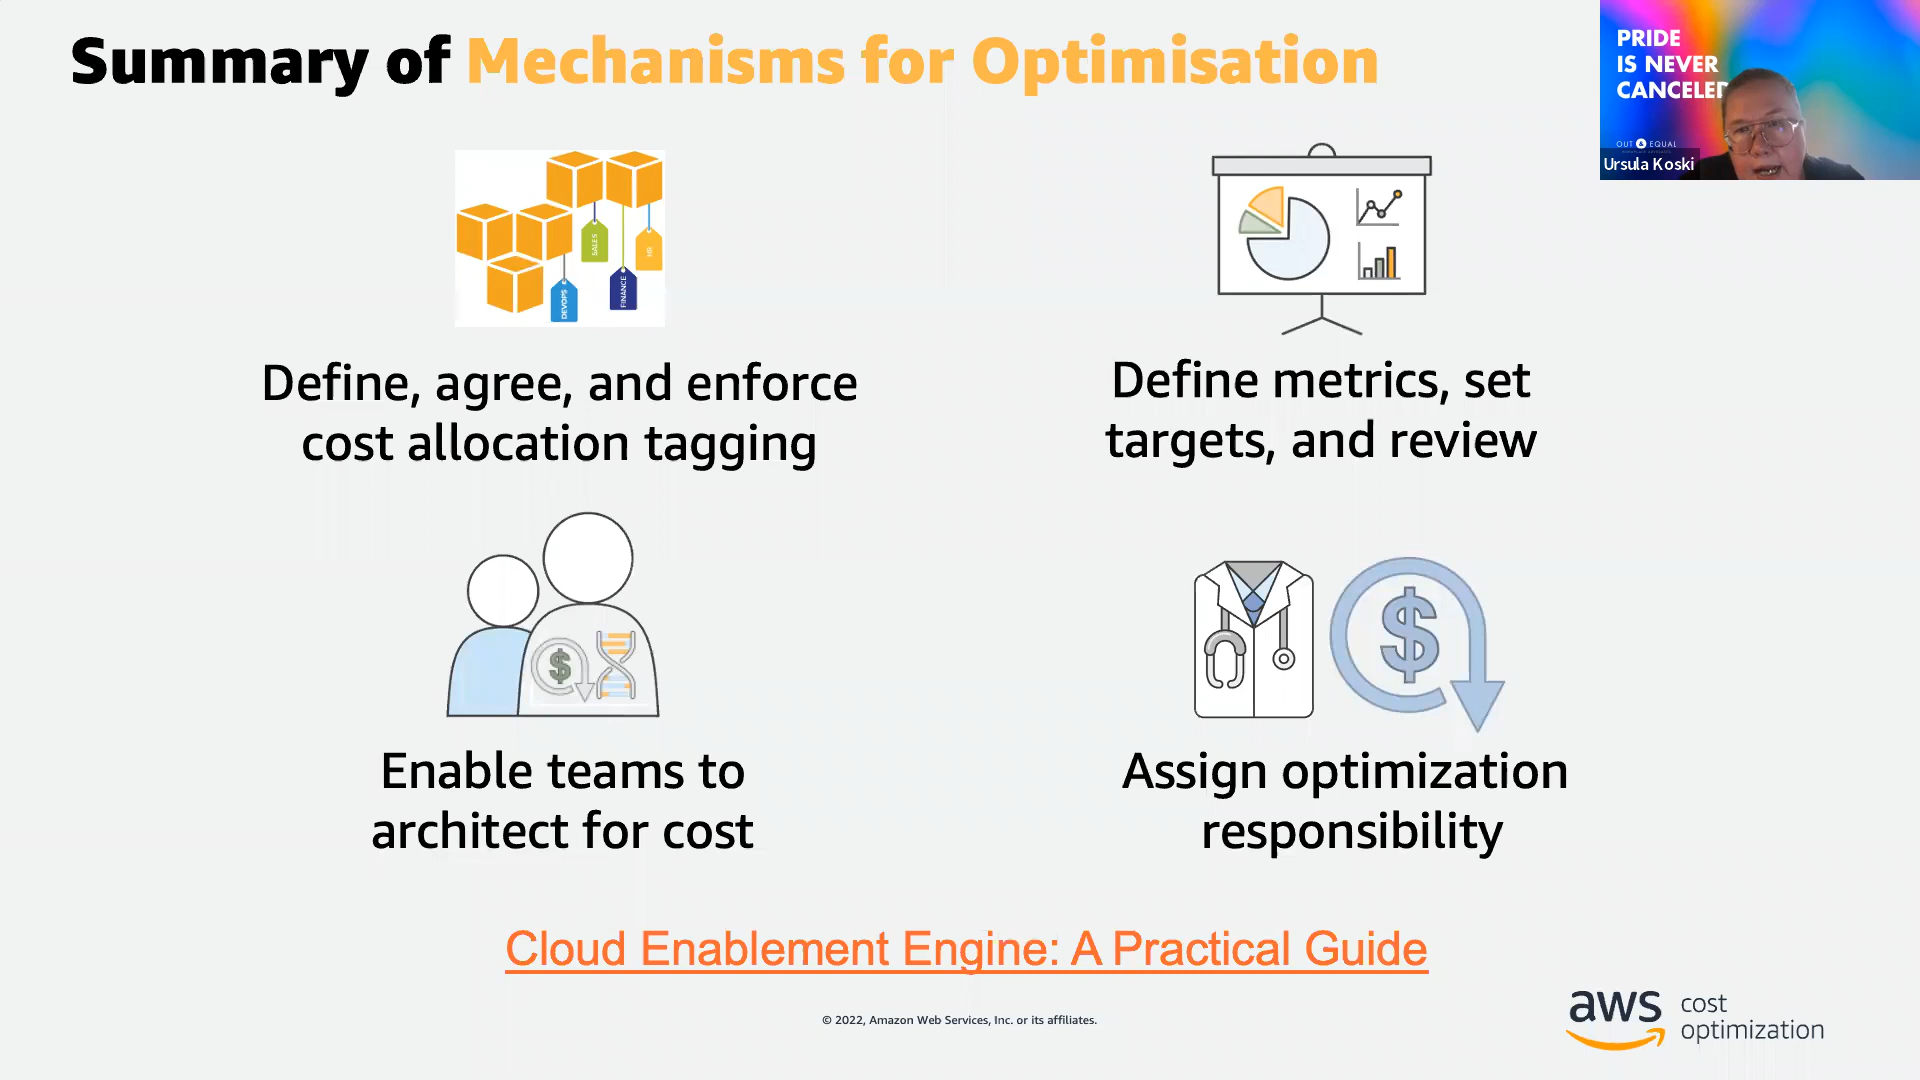 Summary of Mechanisms for Optimisation
PRIDE
IS NEVER
CANCELED
OUT & EQUAL
Ursula Koski
SALES
HR
DEVOPS
FINANCE
Define, agree, and enforce
cost allocation tagging
Define metrics, set
targets, and review
$
$
Enable teams to
architect for cost
Assign optimization
responsibility
Cloud Enablement Engine: A Practical Guide
© 2022, Amazon Web Services, Inc. or its affiliates.
aws
cost
optimization